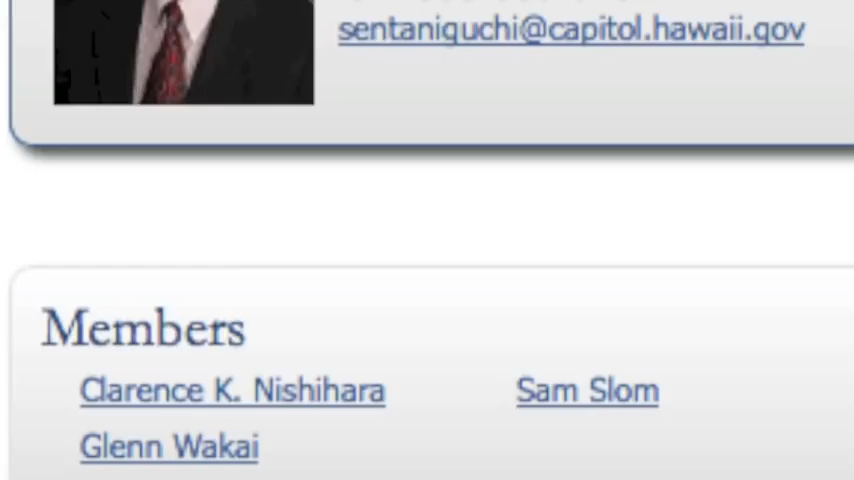 sentaniguchi@capitol.hawaii.gov
Members
Clarence K. Nishihara Sam Slom
Glenn Wakai